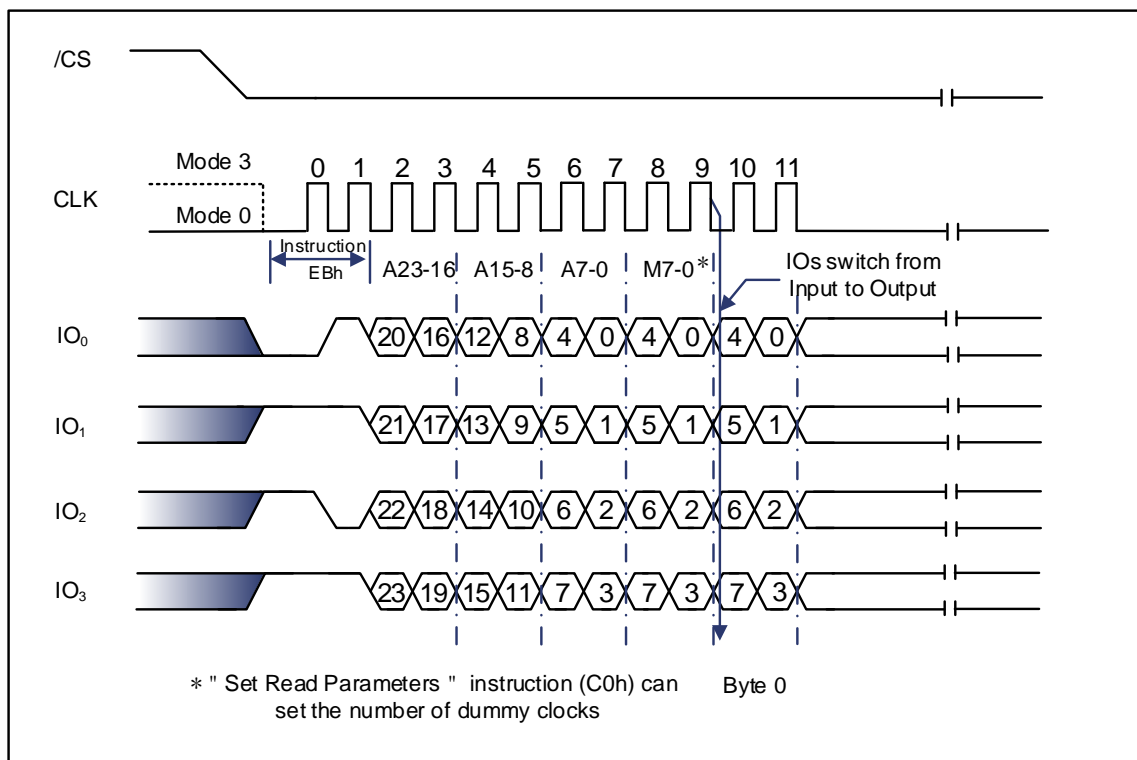 /CS
Mode 3
0 1 2 3 4 5 6 7 8 9 10 11
CLK
Mode 0
Instruction
EBh
A23-16
A15-8
A7-0
M7-0*
IOs switch from
Input to Output
IO₀
20 16 12 8 4 0 4 0 4 0
IO₁
21 17 13 9 5 1 5 1 5 1
IO₂
22 18 14 10 6 2 6 2 6 2
IO₃
23 19 15 11 7 3 7 3 7 3
* " Set Read Parameters " instruction (C0h) can
set the number of dummy clocks
Byte 0